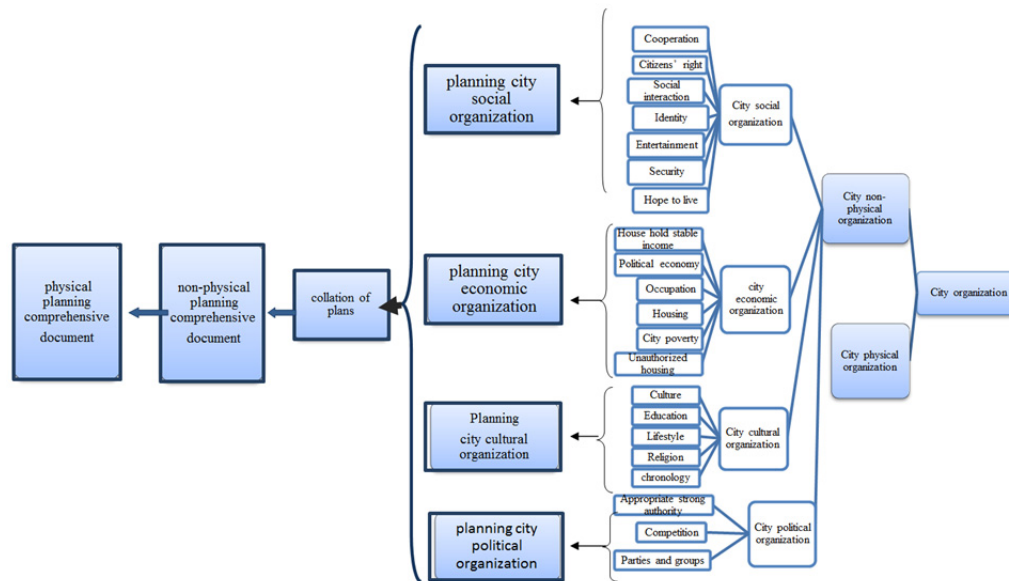 physical
planning
comprehensive
document
non-physical
planning
comprehensive
document
collation of
plans
planning city
social
organization
planning city
economic
organization
Planning
city cultural
organization
planning city
political
organization
Cooperation
Citizens' right
Social
interaction
Identity
Entertainment
Security
Hope to live
House hold stable
income
Political economy
Occupation
Housing
City poverty
Unauthorized
housing
Culture
Education
Lifestyle
Religion
chronology
Appropriate strong
authority
Competition
Parties and groups
City social
organization
city
economic
organization
City cultural
organization
City political
organization
City non-
physical
organization
City physical
organization
City organization